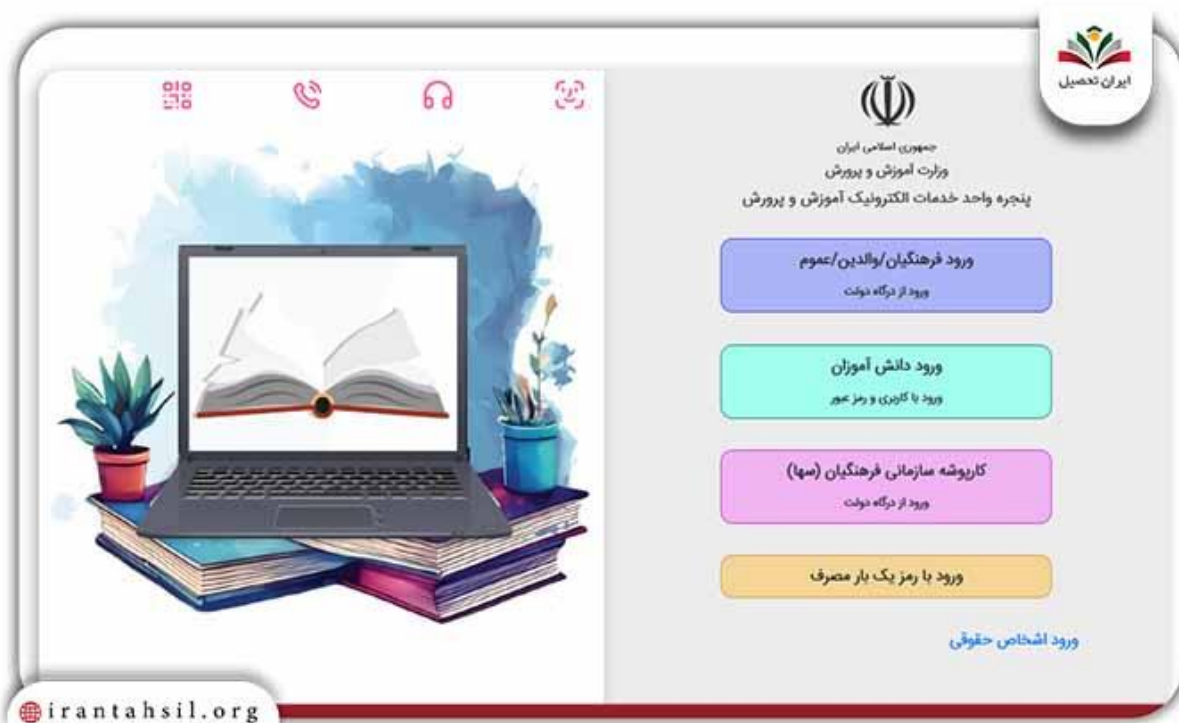 ایران تحصیل
جمهوری اسلامی ایران
وزارت آموزش و پرورش
پنجره واحد خدمات الکترونیک آموزش و پرورش
ورود فرهنگیان/والدین/عموم
ورود از درگاه دولت
ورود دانش آموزان
ورود با کاربری و رمز عبور
کارپوشه سازمانی فرهنگیان (سها)
ورود از درگاه دولت
ورود با رمز یک بار مصرف
ورود اشخاص حقوقی
irantahsil.org